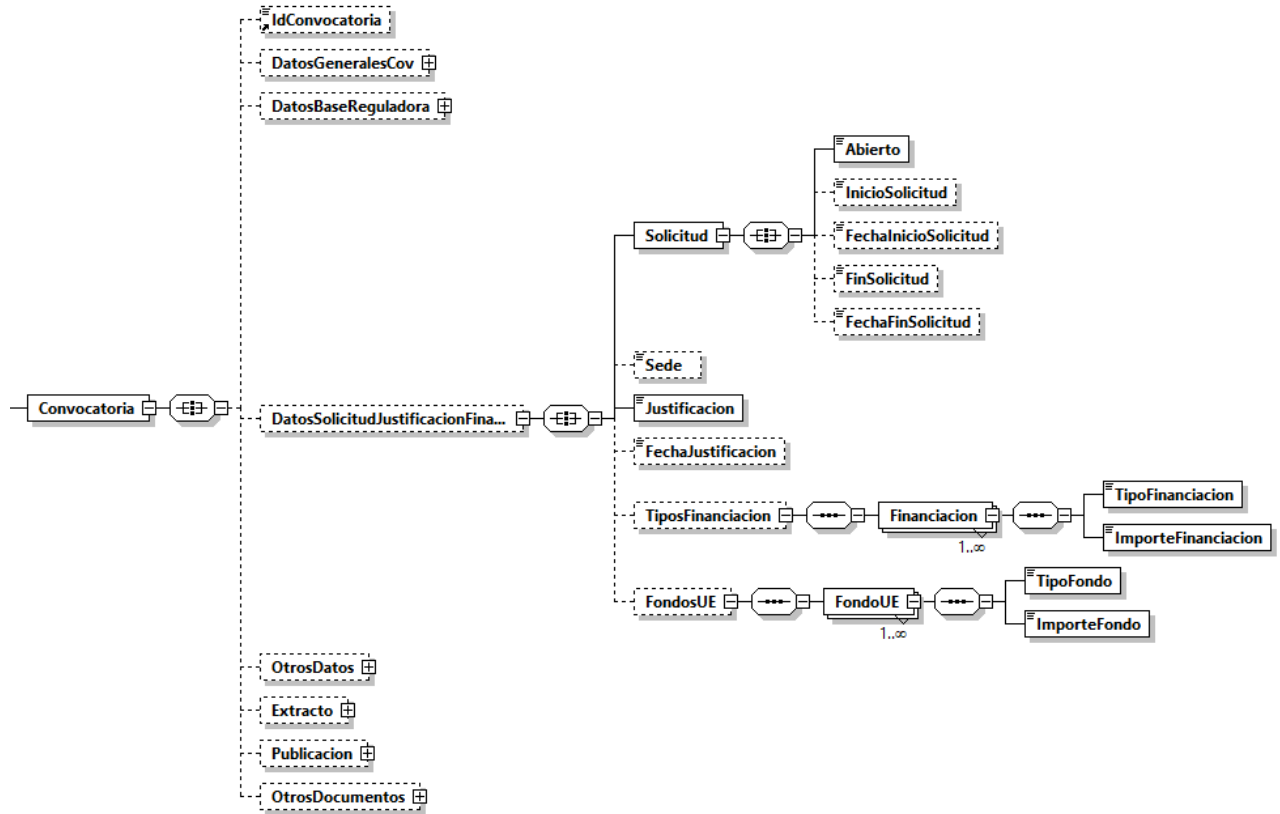 IdConvocatoria
DatosGeneralesCov
DatosBaseReguladora
Abierto
InicioSolicitud
Solicitud
FechaInicioSolicitud
FinSolicitud
FechaFinSolicitud
Sede
Convocatoria
DatosSolicitudJustificacionFina...
Justificacion
FechaJustificacion
TiposFinanciacion
Financiacion
1..∞
TipoFinanciacion
ImporteFinanciacion
FondosUE
FondoUE
1..∞
TipoFondo
ImporteFondo
OtrosDatos
Extracto
Publicacion
OtrosDocumentos